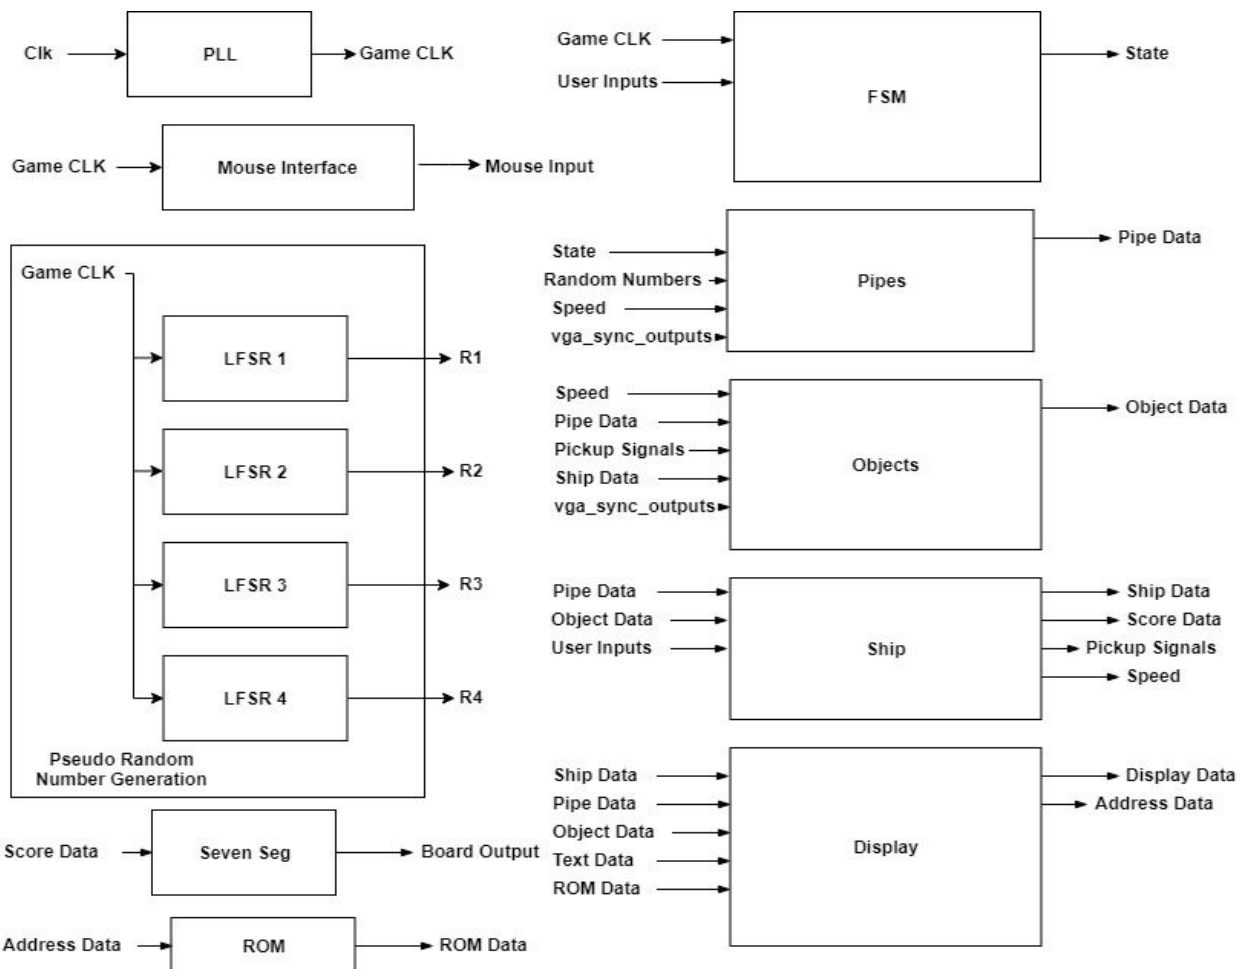 Clk
PLL
Game CLK
Game CLK
Mouse Interface
Mouse Input
Game CLK
LFSR 1
R1
LFSR 2
R2
LFSR 3
R3
LFSR 4
R4
Pseudo Random
Number Generation
Score Data
Seven Seg
Board Output
Address Data
ROM
ROM Data
Game CLK
User Inputs
FSM
State
State
Random Numbers
Speed
vga_sync_outputs
Pipes
Pipe Data
Speed
Pipe Data
Pickup Signals
Ship Data
vga_sync_outputs
Objects
Object Data
Pipe Data
Object Data
User Inputs
Ship
Ship Data
Score Data
Pickup Signals
Speed
Ship Data
Pipe Data
Object Data
Text Data
ROM Data
Display
Display Data
Address Data